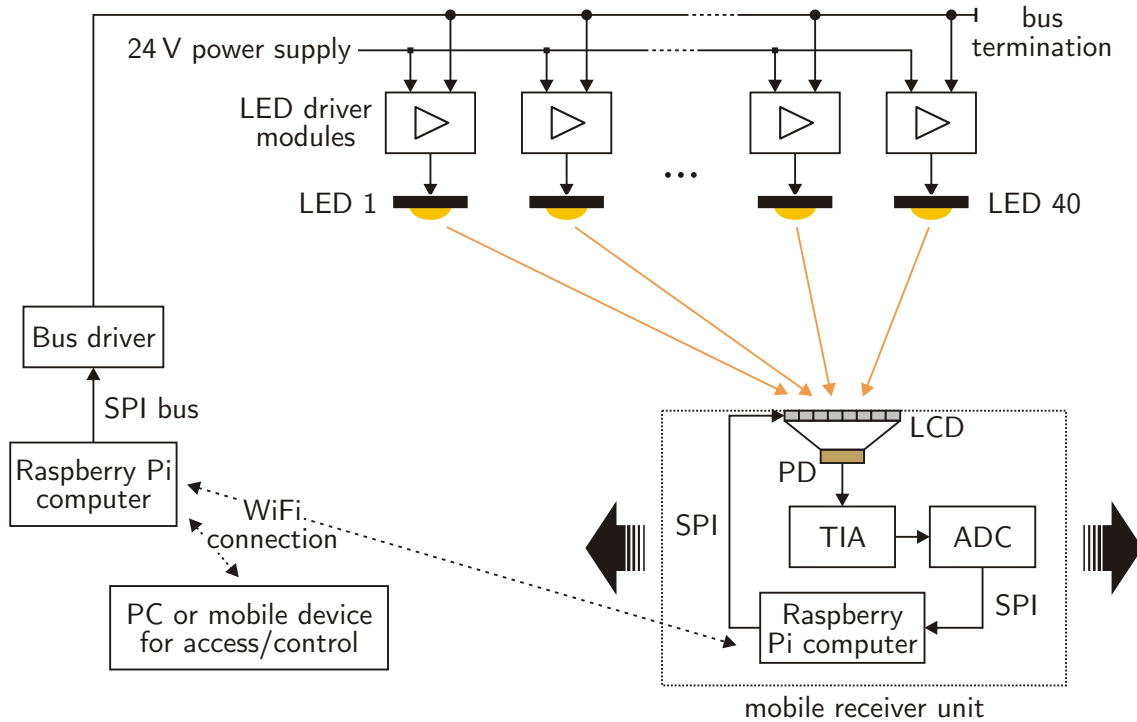 bus
termination
24 V power supply
LED driver
modules
...
LED 1
LED 40
Bus driver
SPI bus
Raspberry Pi
computer
WiFi
connection
PC or mobile device
for access/control
LCD
PD
SPI
TIA
ADC
SPI
Raspberry
Pi computer
mobile receiver unit